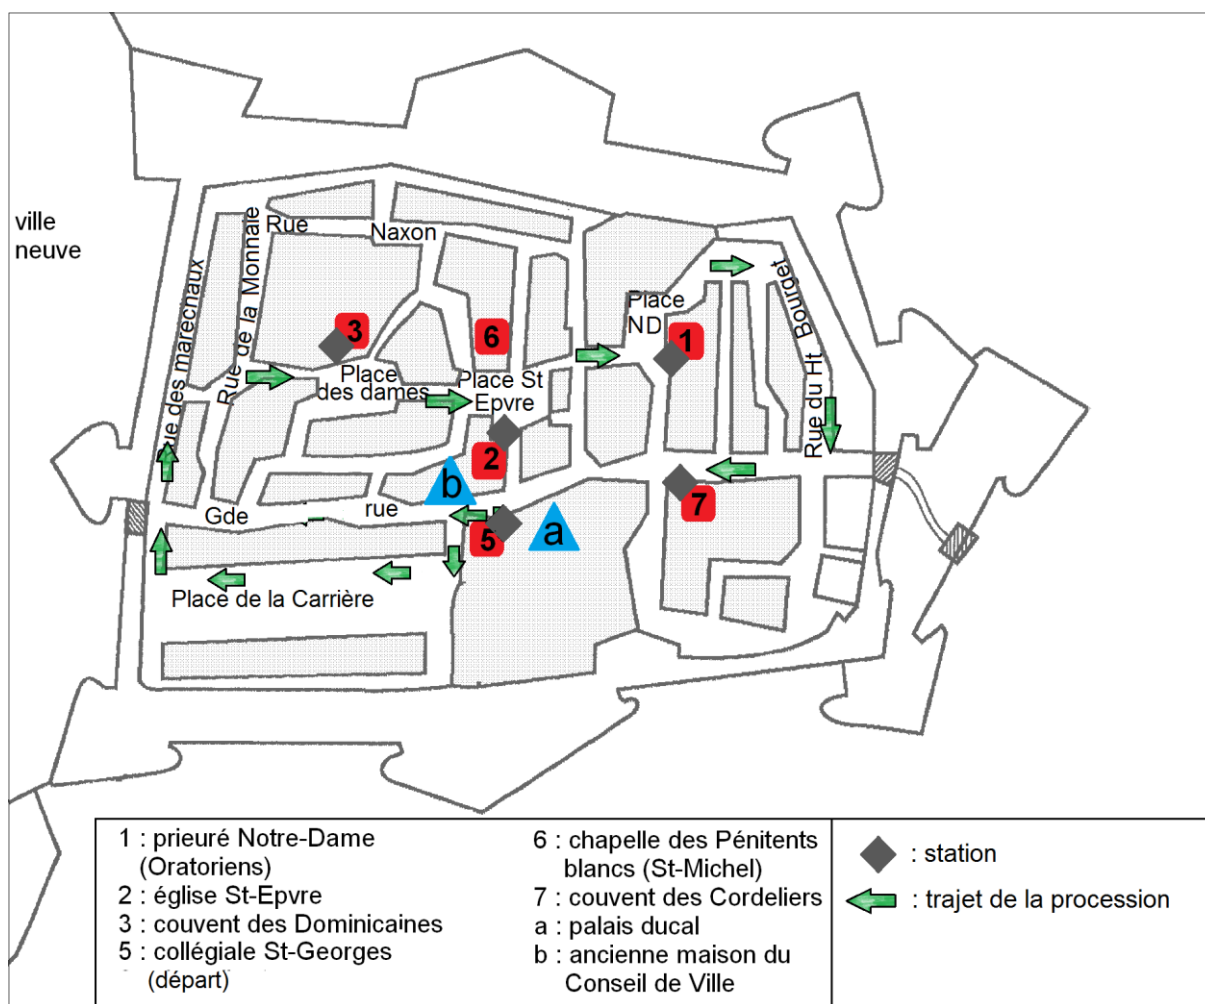 ville
neuve
Rue
Naxon
Rue de la Monnaie
Rue des maréchaux
Place
ND
Rue du Ht Bourget
3
6
1
Place
des dames
Place St
Epvre
2
b
7
Gde
rue
5
a
Place de la Carrière
1 : prieuré Notre-Dame
(Oratoriens)
2 : église St-Epvre
3 : couvent des Dominicaines
5 : collégiale St-Georges
(départ)
6 : chapelle des Pénitents
blancs (St-Michel)
7 : couvent des Cordeliers
a : palais ducal
b : ancienne maison du
Conseil de Ville
: station
: trajet de la procession